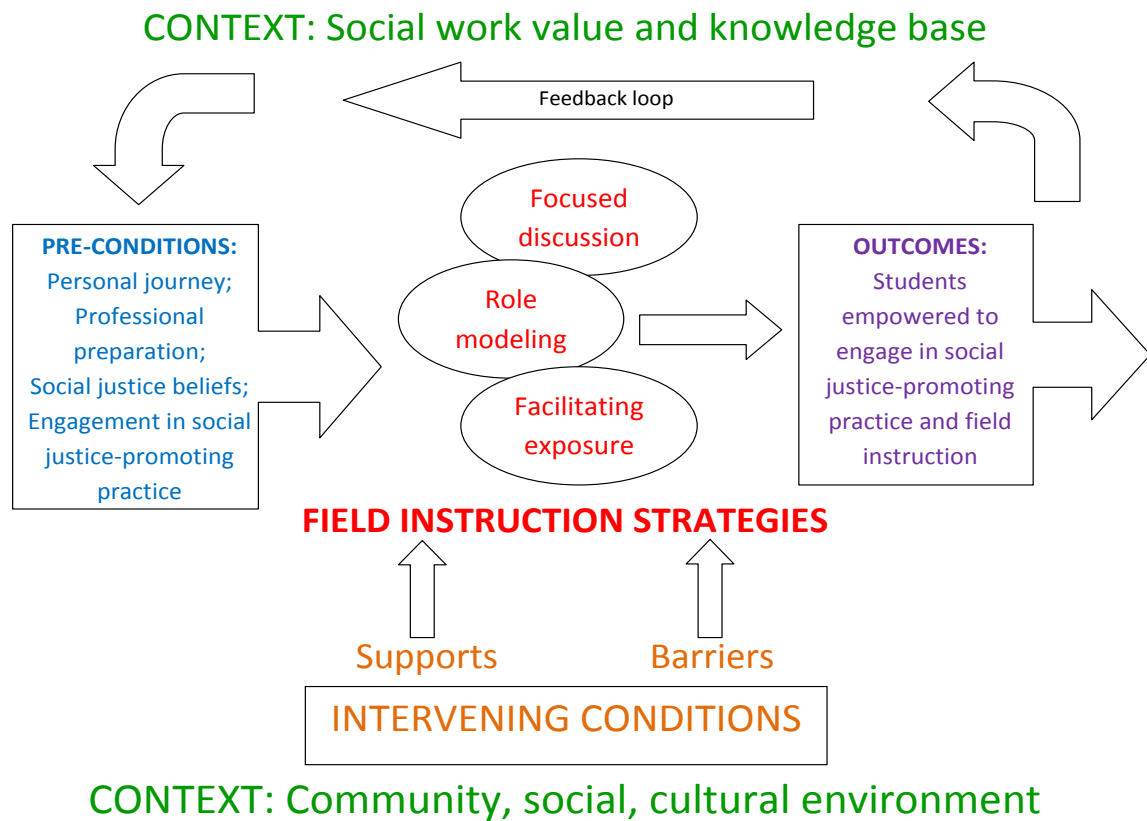 CONTEXT: Social work value and knowledge base
Feedback loop
PRE-CONDITIONS:
Personal journey;
Professional
preparation;
Social justice beliefs;
Engagement in social
justice-promoting
practice
Focused
discussion
Role
modeling
Facilitating
exposure
FIELD INSTRUCTION STRATEGIES
OUTCOMES:
Students
empowered to
engage in social
justice-promoting
practice and field
instruction
Supports
Barriers
INTERVENING CONDITIONS
CONTEXT: Community, social, cultural environment